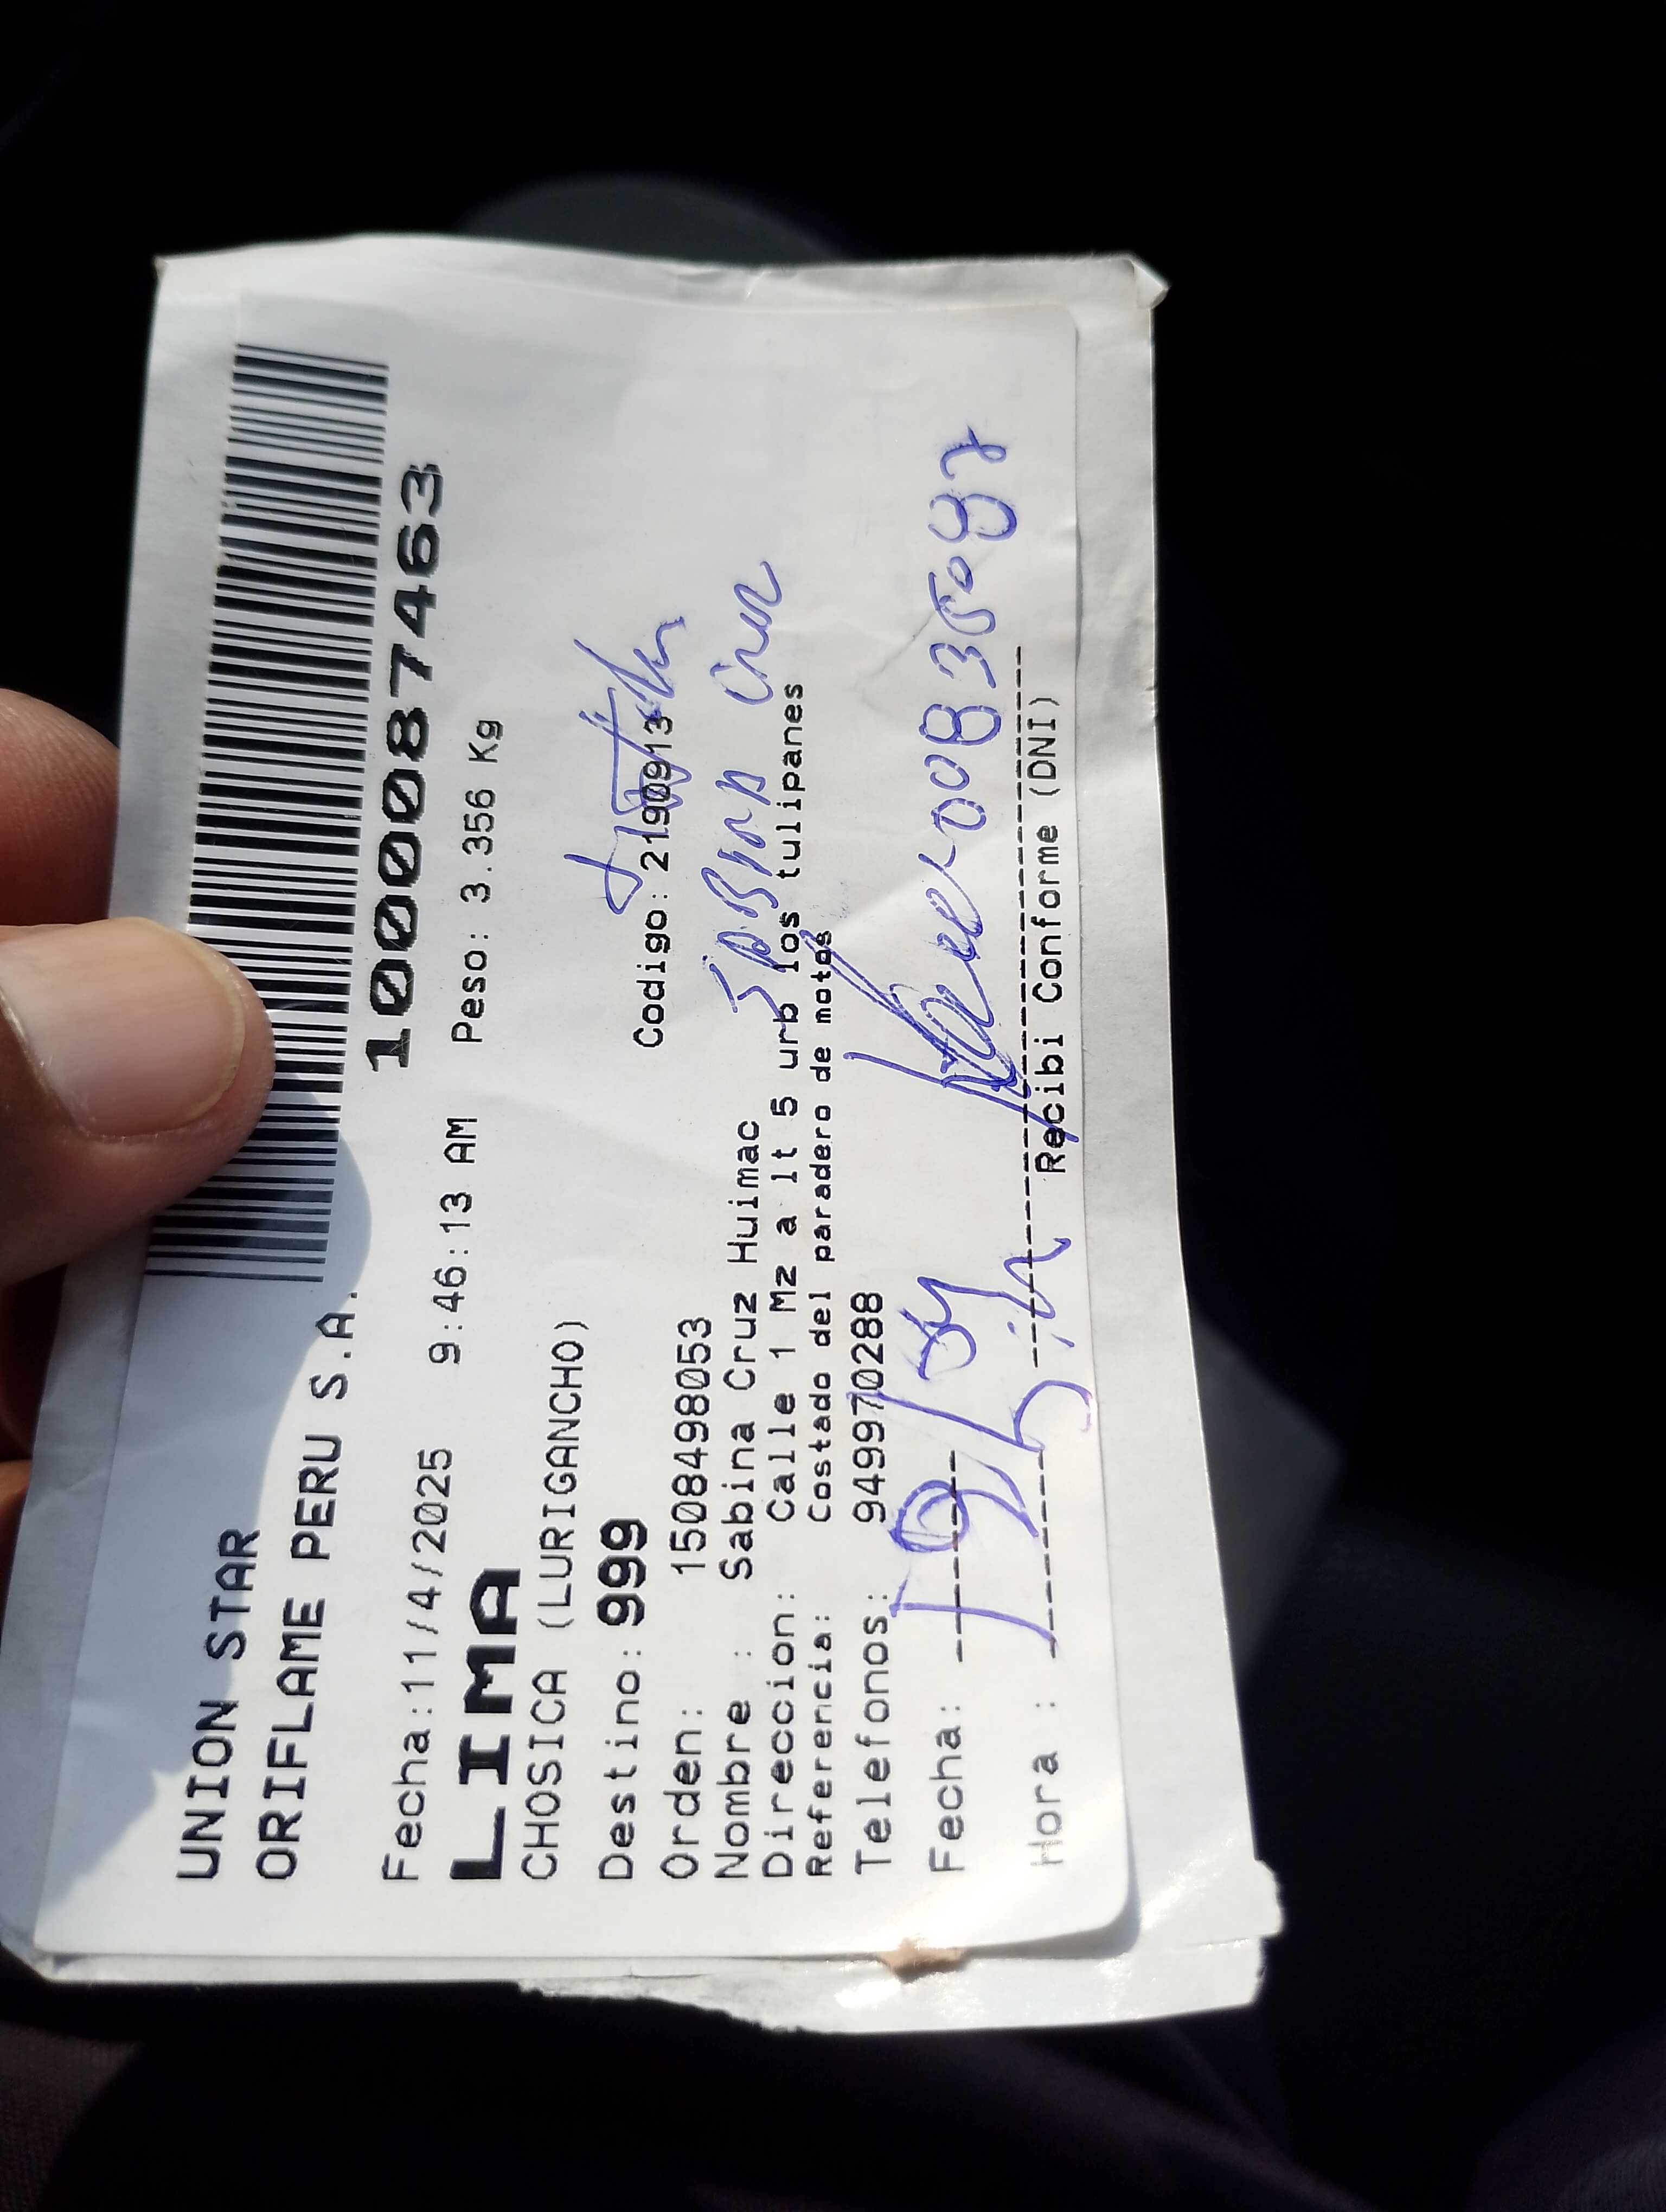 UNION STAR
ORIFLAME PERU S.A.
1000087463
Fecha:11/4/2025 9:46:13 AM Peso: 3.356 Kg
LIMA
CHOSICA (LURIGANCHO)
Destino: 999 Codigo: 2190913
Orden: 1508498053
Nombre : Sabina Cruz Huimac
Direccion: Calle 1 Mz a lt 5 urb los tulipanes
Referencia: Costado del paradero de motos
Telefonos: 949970288
Fecha:
Hora :
Recibi Conforme (DNI)